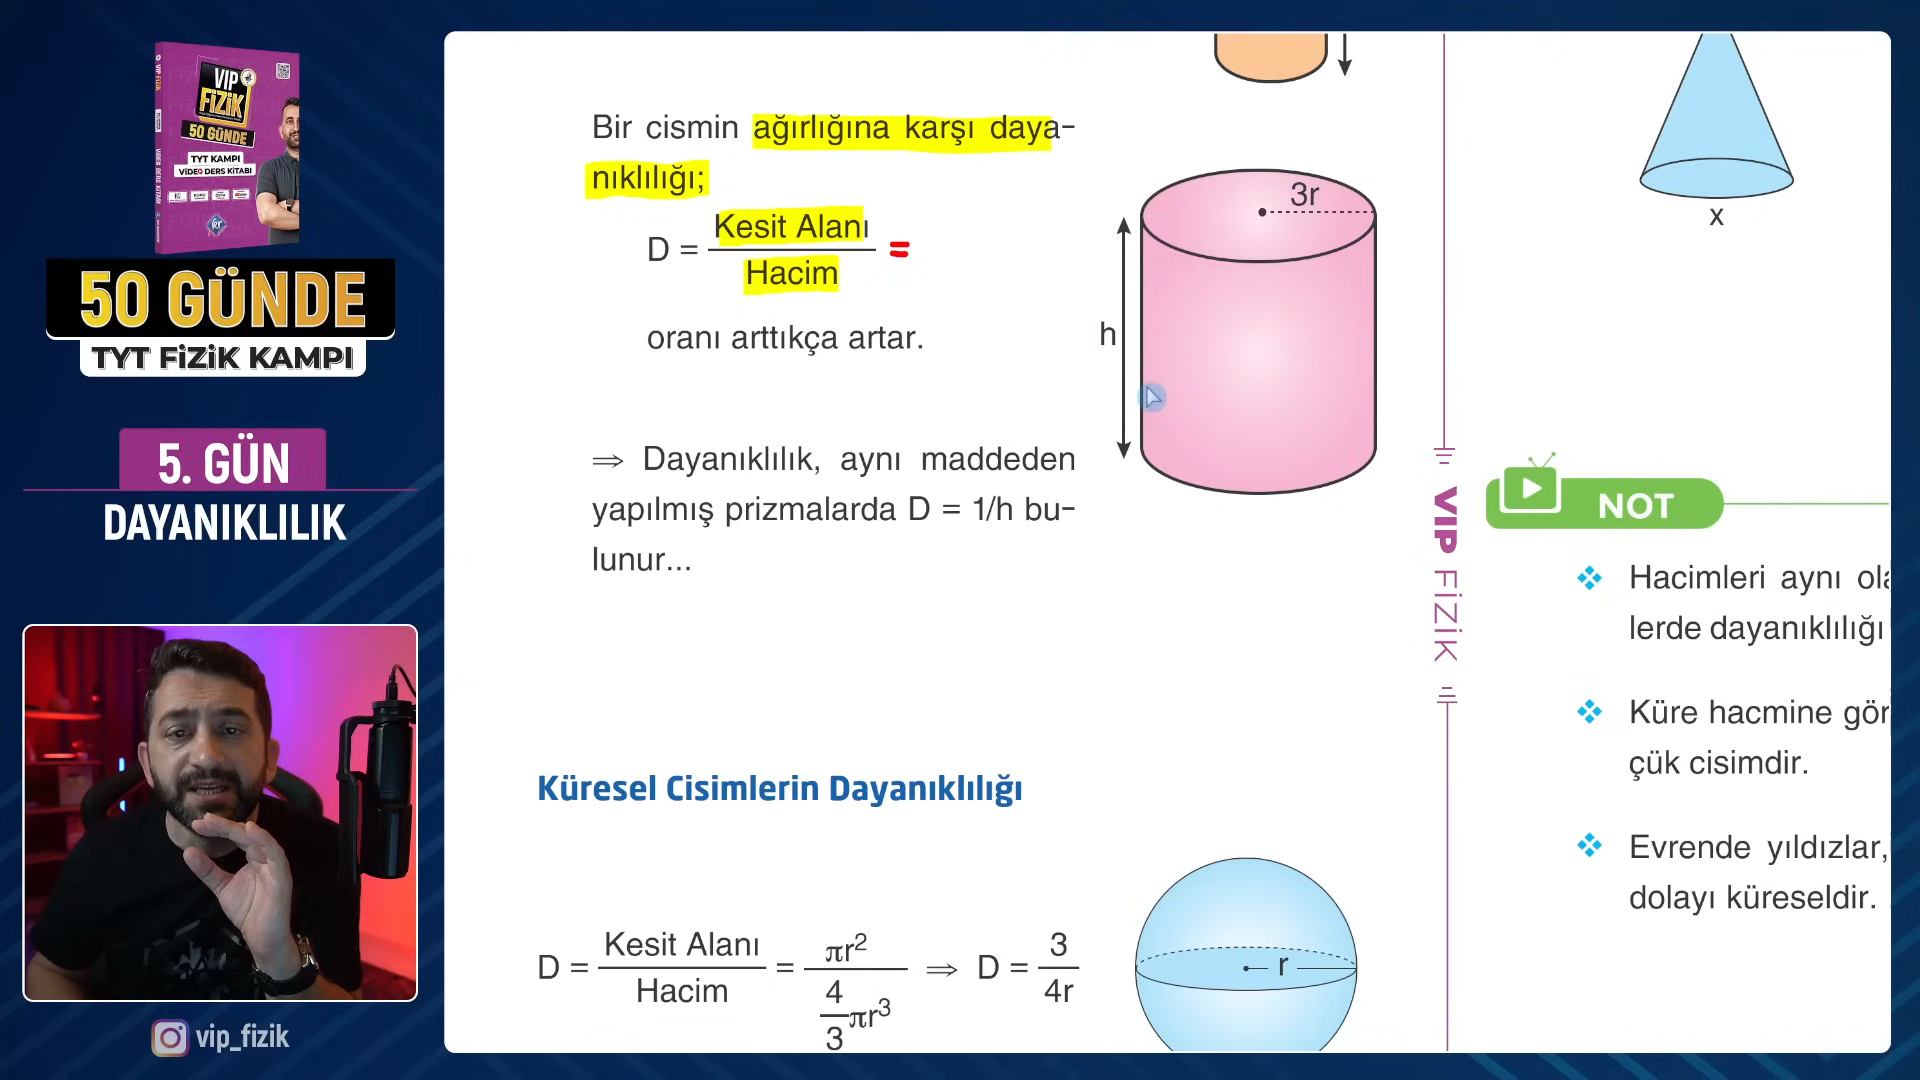 VIP
FİZİK
50 GÜNDE
TYT KAMPI
VİDEO DERS KİTABI
50 GÜNDE
TYT FİZİK KAMPI
5. GÜN
DAYANIKLILIK
vip_fizik
Bir cismin ağırlığına karşı daya-
nıklılığı;
D = Kesit Alanı / Hacim =
oranı arttıkça artar.
⇒ Dayanıklılık, aynı maddeden
yapılmış prizmalarda D = 1/h bu-
lunur...
3r
h
Küresel Cisimlerin Dayanıklılığı
D = Kesit Alanı / Hacim = πr² / (4/3 πr³) ⇒ D = 3 / 4r
r
VIP FİZİK
x
NOT
Hacimleri aynı ola
lerde dayanıklılığı
Küre hacmine gör
çük cisimdir.
Evrende yıldızlar,
dolayı küreseldir.